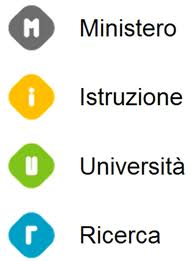 M Ministero
i Istruzione
u Università
r Ricerca